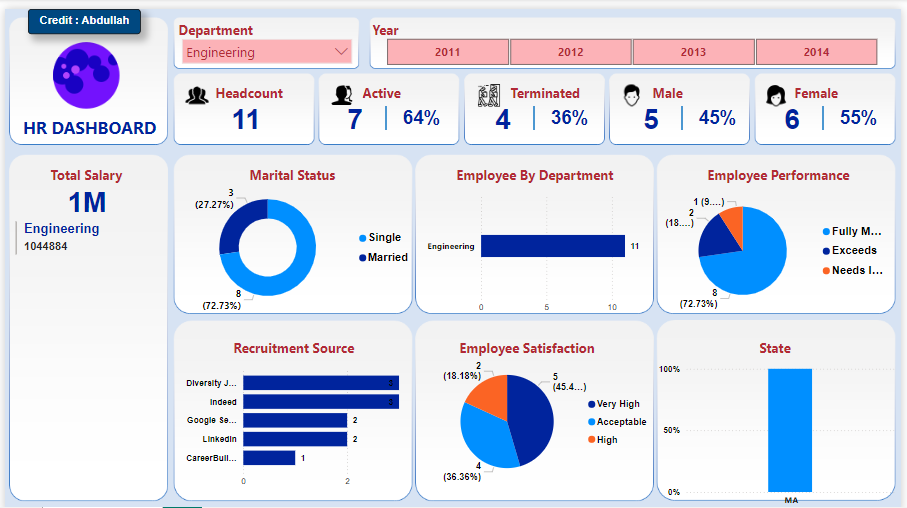 Credit : Abdullah
HR DASHBOARD
Department
Engineering
Year
2011
2012
2013
2014
Headcount
11
Active
7
64%
Terminated
4
36%
Male
5
45%
Female
6
55%
Total Salary
1M
Engineering
1044884
Marital Status
3
(27.27%)
8
(72.73%)
Single
Married
Employee By Department
Engineering
11
0
5
10
Employee Performance
1 (9....)
2
(18....)
8
(72.73%)
Fully M...
Exceeds
Needs I...
Recruitment Source
Diversity J...
3
Indeed
3
Google Se...
2
LinkedIn
2
CareerBuil...
1
0
2
Employee Satisfaction
2
(18.18%)
5
(45.4...)
4
(36.36%)
Very High
Acceptable
High
State
100%
50%
0%
MA